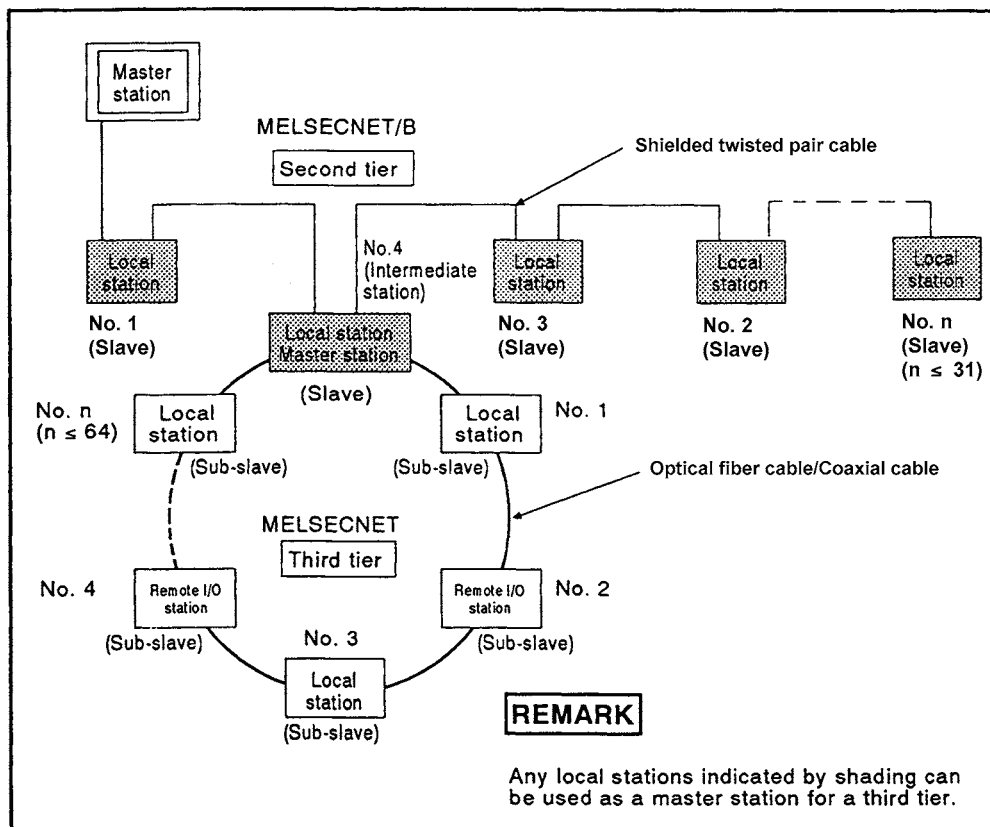 Master
station
MELSECNET/B
Second tier
Shielded twisted pair cable
Local
station
No. 1
(Slave)
No.4
(Intermediate
station)
Local
station
No. 3
(Slave)
Local
station
No. 2
(Slave)
Local
station
No. n
(Slave)
(n ≤ 31)
Local station
Master station
(Slave)
No. n
(n ≤ 64)
Local
station
(Sub-slave)
Local
station
No. 1
(Sub-slave)
Optical fiber cable/Coaxial cable
MELSECNET
Third tier
No. 4
Remote I/O
station
(Sub-slave)
Remote I/O
station
No. 2
(Sub-slave)
No. 3
Local
station
(Sub-slave)
REMARK
Any local stations indicated by shading can
be used as a master station for a third tier.